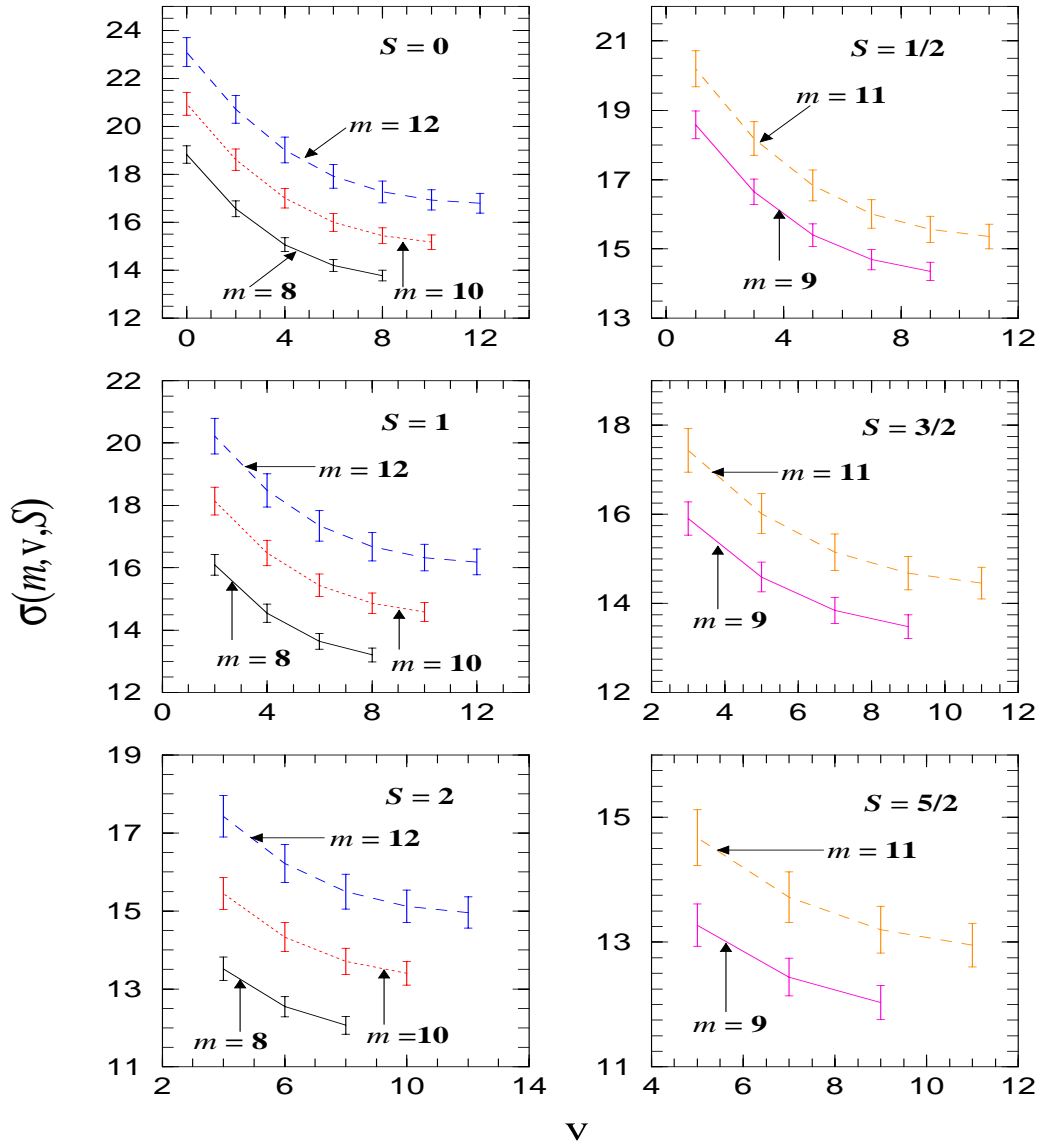 S = 0
24
22
20
18
16
14
12
m = 12
m = 8
m = 10
0 4 8 12
S = 1/2
21
19
17
15
13
m = 11
m = 9
0 4 8 12
σ(m,v,S)
S = 1
22
20
18
16
14
12
m = 12
m = 8
m = 10
0 4 8 12
S = 3/2
18
16
14
12
m = 11
m = 9
2 4 6 8 10 12
S = 2
19
17
15
13
11
m = 12
m = 8
m =10
2 6 10 14
S = 5/2
15
13
11
m = 11
m = 9
4 6 8 10 12
v